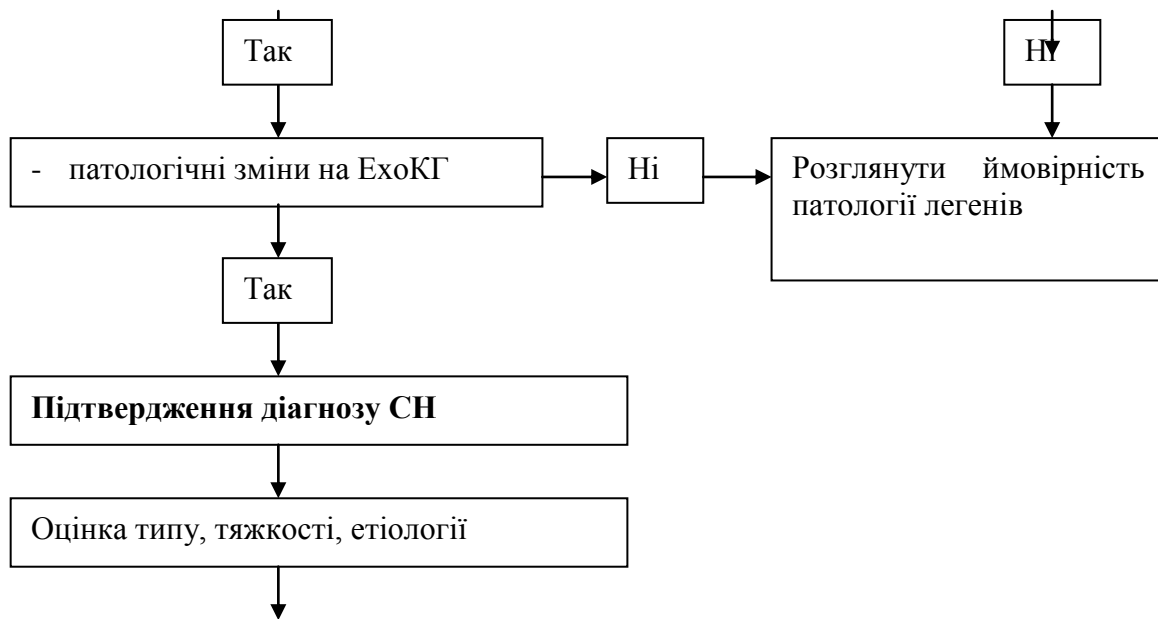 Так
Ні
- патологічні зміни на ЕхоКГ
Ні
Розглянути ймовірність
патології легенів
Так
Підтвердження діагнозу СН
Оцінка типу, тяжкості, етіології